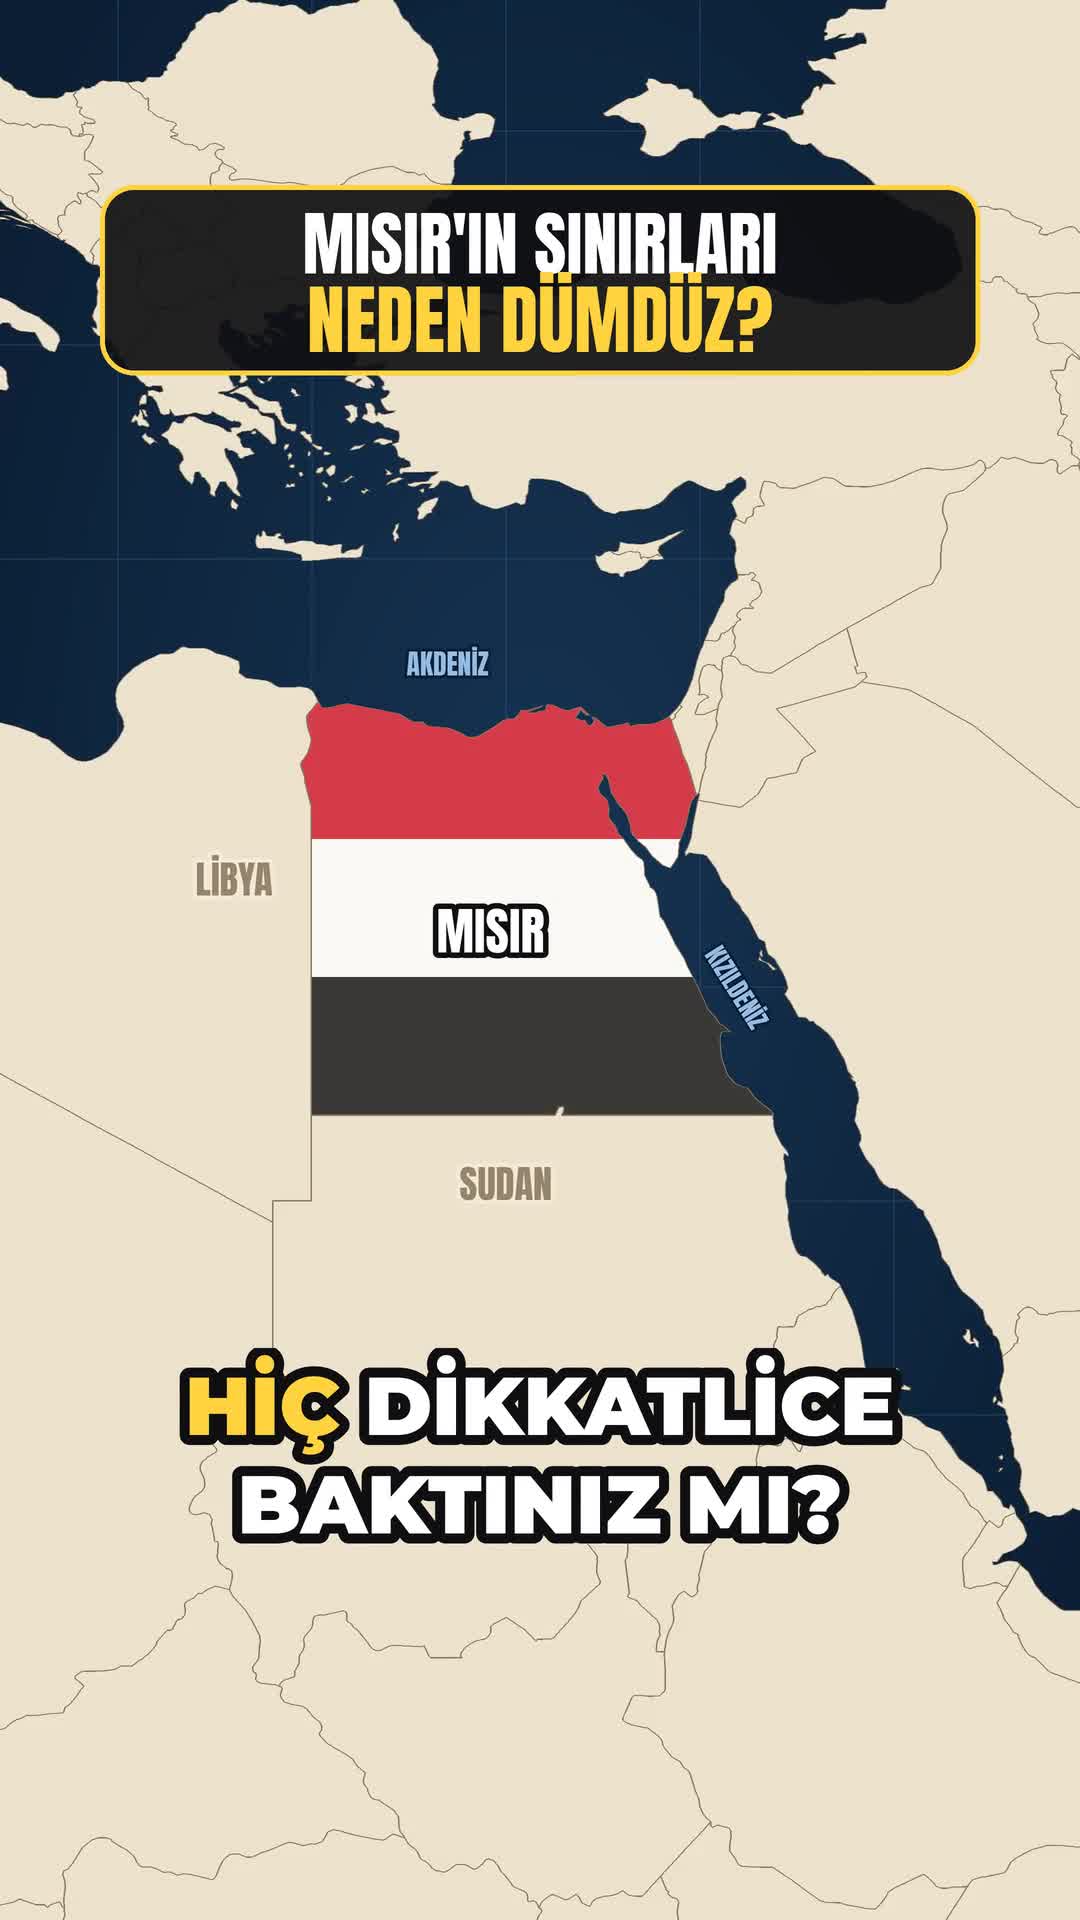 MISIR'IN SINIRLARI
NEDEN DÜMDÜZ?
AKDENİZ
LİBYA
MISIR
KIZILDENİZ
SUDAN
HİÇ DİKKATLİCE
BAKTINIZ MI?